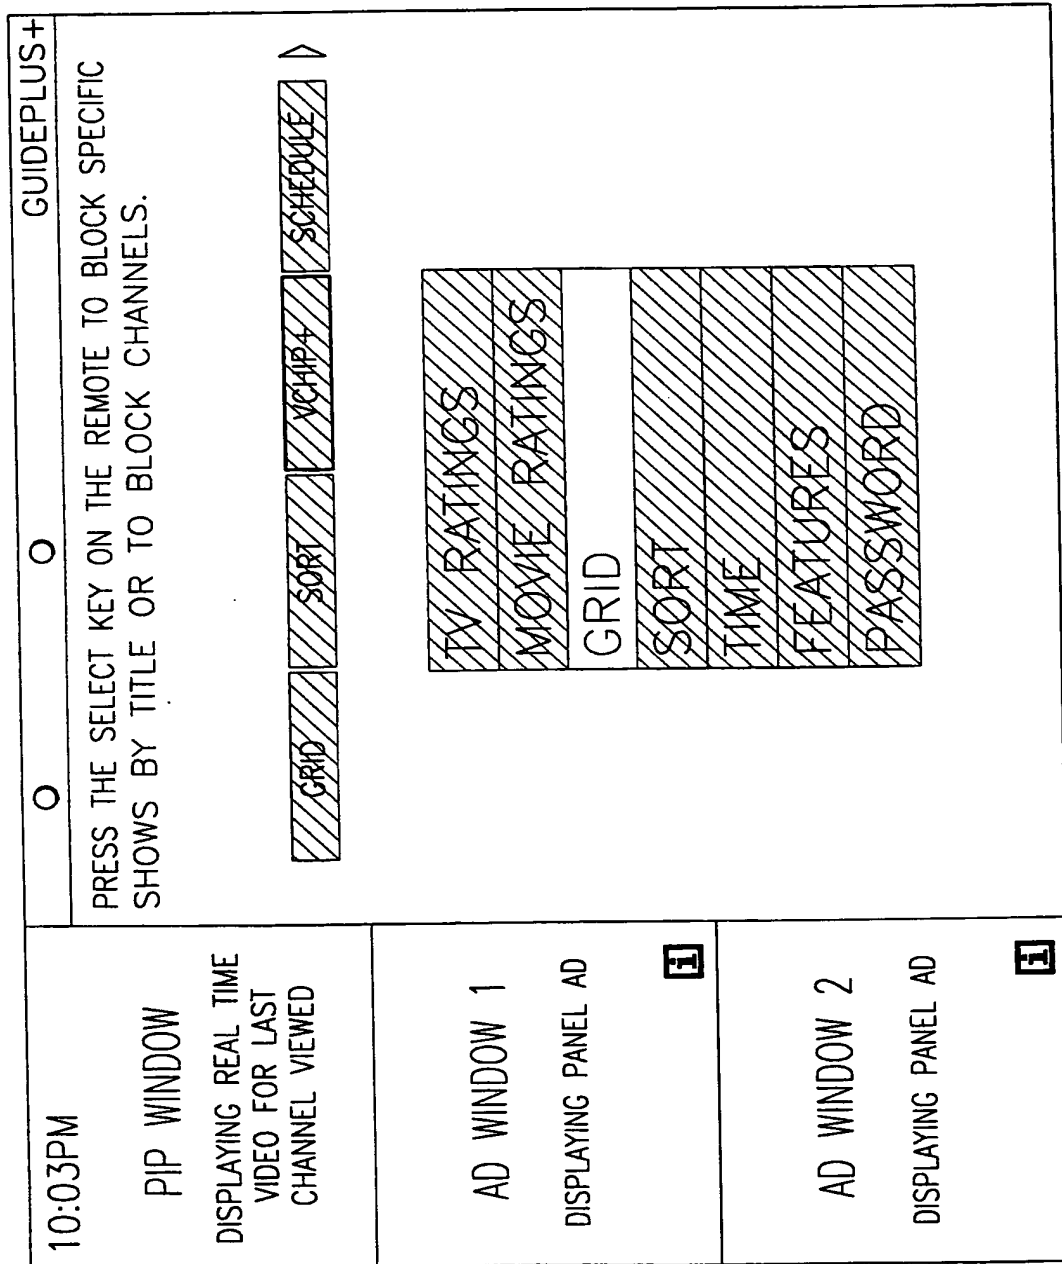 10:03PM
GUIDEPLUS+
PIP WINDOW
DISPLAYING REAL TIME
VIDEO FOR LAST
CHANNEL VIEWED
AD WINDOW 1
DISPLAYING PANEL AD
i
AD WINDOW 2
DISPLAYING PANEL AD
i
PRESS THE SELECT KEY ON THE REMOTE TO BLOCK SPECIFIC
SHOWS BY TITLE OR TO BLOCK CHANNELS.
GRID SORT VCHIP+ SCHEDULE
TV RATINGS
MOVIE RATINGS
GRID
SORT
TIME
FEATURES
PASSWORD